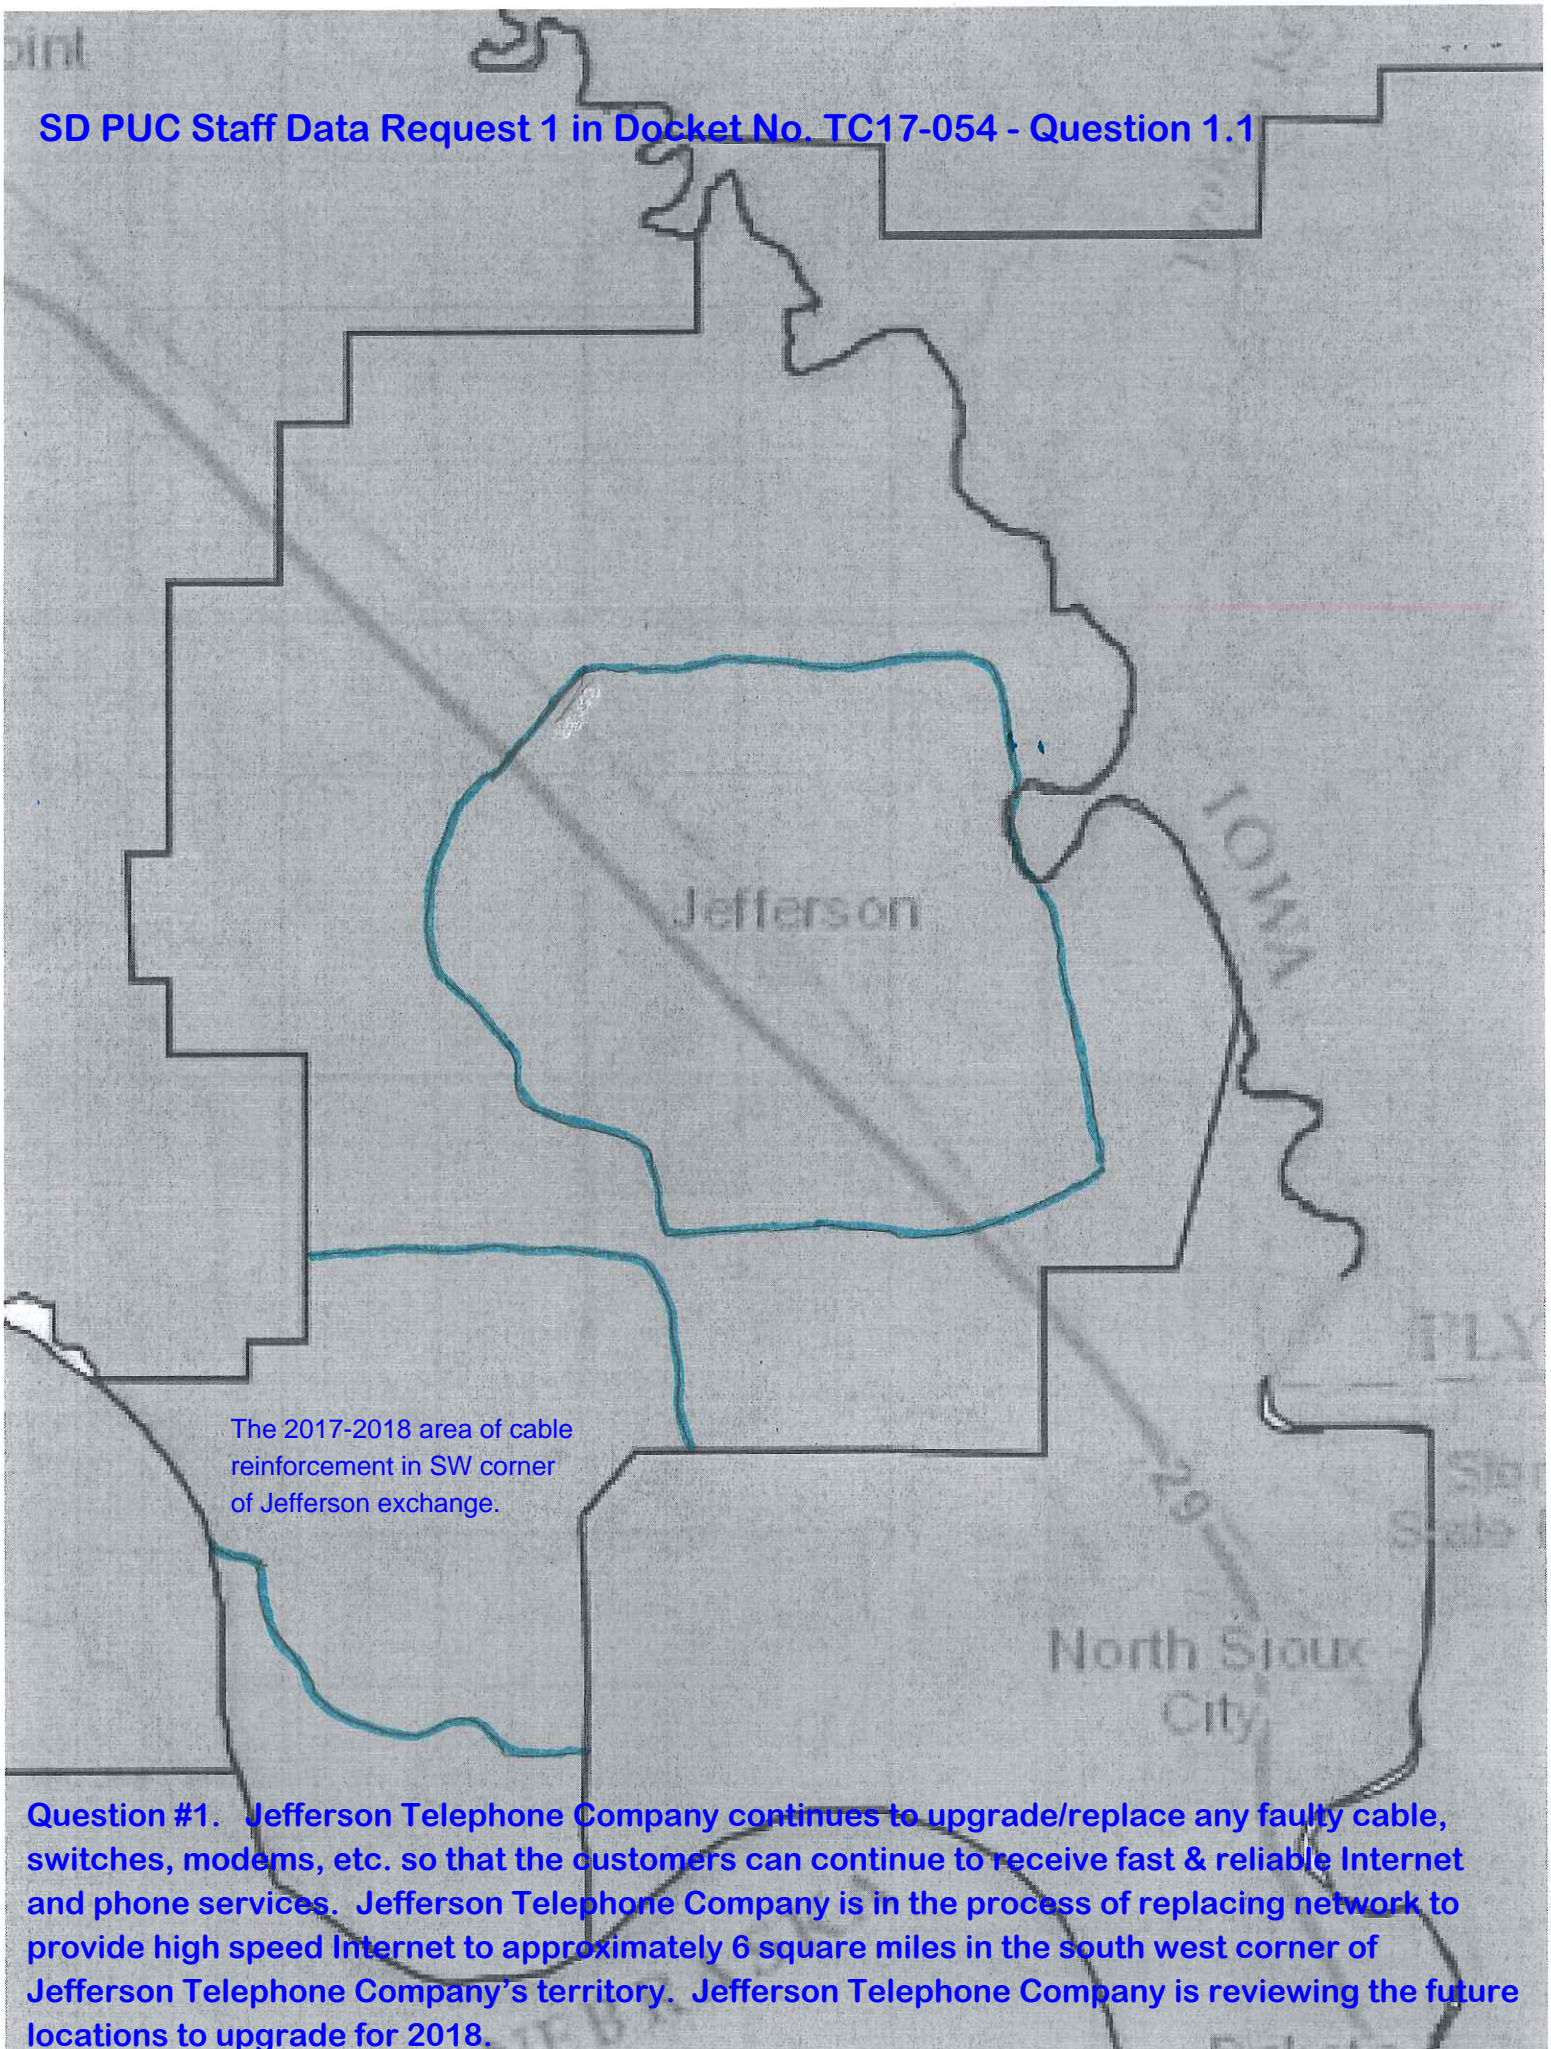 oint
SD PUC Staff Data Request 1 in Docket No. TC17-054 - Question 1.1
IOWA
Jefferson
PLY
The 2017-2018 area of cable
reinforcement in SW corner
of Jefferson exchange.
29
North Sioux
City
Question #1. Jefferson Telephone Company continues to upgrade/replace any faulty cable,
switches, modems, etc. so that the customers can continue to receive fast & reliable Internet
and phone services. Jefferson Telephone Company is in the process of replacing network to
provide high speed Internet to approximately 6 square miles in the south west corner of
Jefferson Telephone Company’s territory. Jefferson Telephone Company is reviewing the future
locations to upgrade for 2018.
NEBRASKA